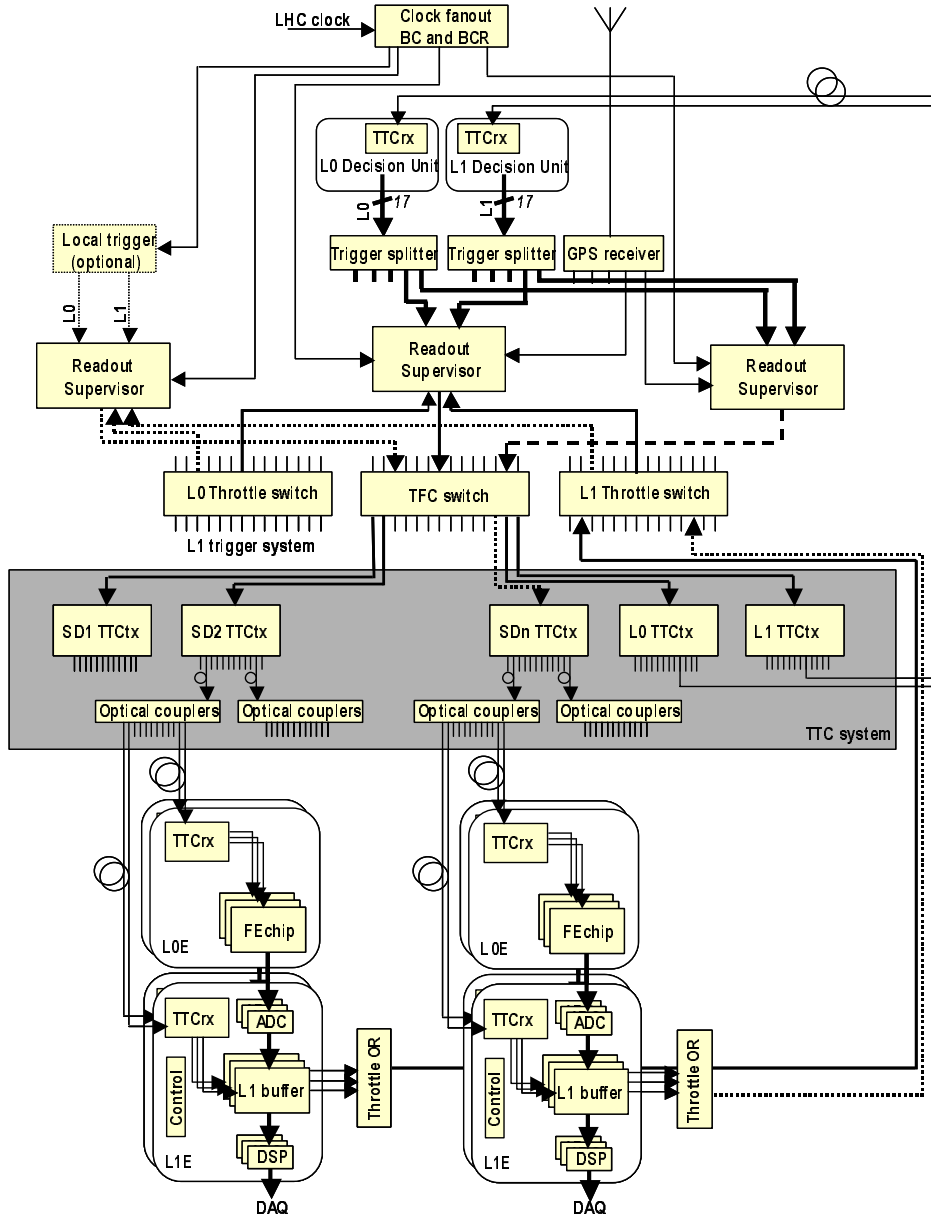 LHC clock
Clock fanout
BC and BCR
TTCrx
L0 Decision Unit
TTCrx
L1 Decision Unit
L0
17
L1
17
Local trigger
(optional)
Trigger splitter
Trigger splitter
GPS receiver
L0
L1
Readout
Supervisor
Readout
Supervisor
Readout
Supervisor
L0 Throttle switch
TFC switch
L1 Throttle switch
L1 trigger system
SD1 TTCtx
SD2 TTCtx
SDn TTCtx
L0 TTCtx
L1 TTCtx
Optical couplers
Optical couplers
Optical couplers
Optical couplers
TTC system
TTCrx
FEchip
L0E
TTCrx
FEchip
L0E
TTCrx
ADC
Control
L1 buffer
Throttle OR
DSP
L1E
DAQ
TTCrx
ADC
Control
L1 buffer
Throttle OR
DSP
L1E
DAQ